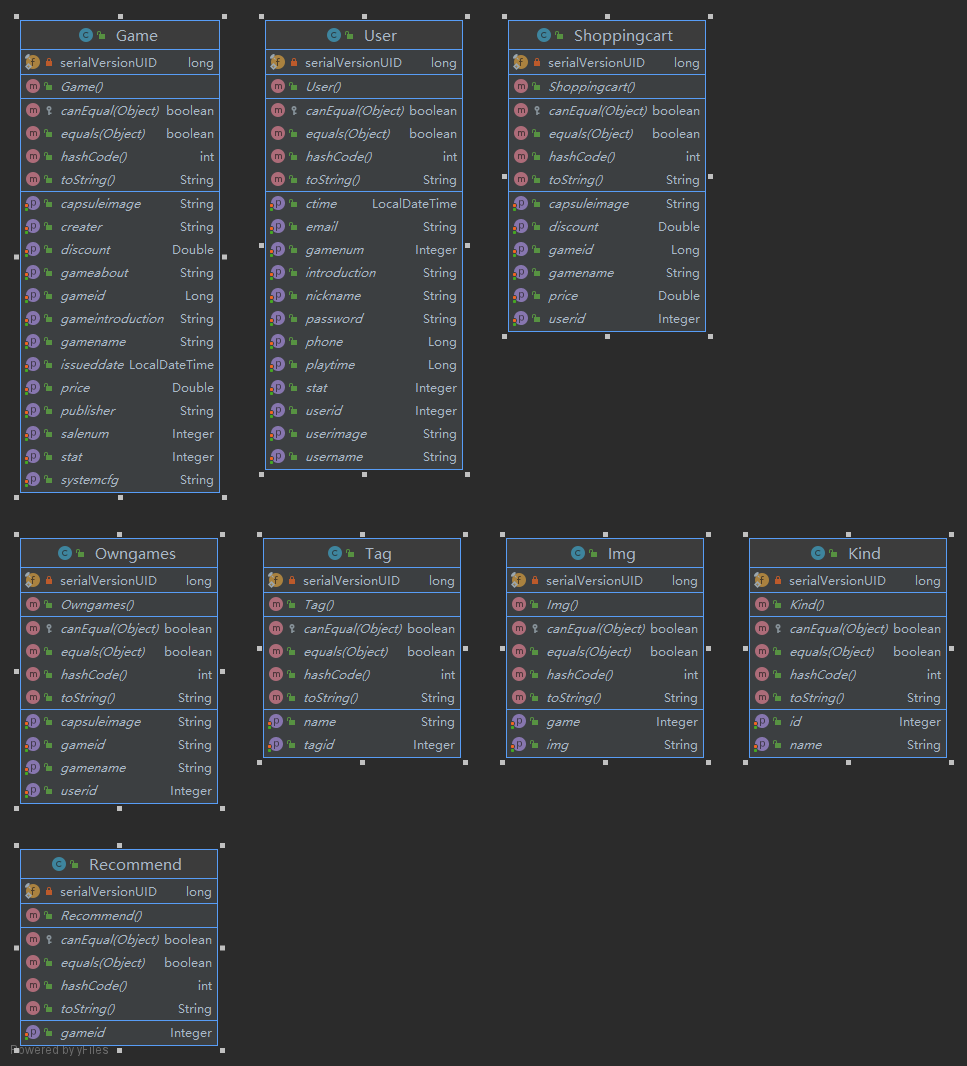 Game
serialVersionUID long
Game()
canEqual(Object) boolean
equals(Object) boolean
hashCode() int
toString() String
capsuleimage String
creater String
discount Double
gameabout String
gameid Long
gameintroduction String
gamename String
issueddate LocalDateTime
price Double
publisher String
salenum Integer
stat Integer
systemcfg String
User
serialVersionUID long
User()
canEqual(Object) boolean
equals(Object) boolean
hashCode() int
toString() String
ctime LocalDateTime
email String
gamenum Integer
introduction String
nickname String
password String
phone Long
playtime Long
stat Integer
userid Integer
userimage String
username String
Shoppingcart
serialVersionUID long
Shoppingcart()
canEqual(Object) boolean
equals(Object) boolean
hashCode() int
toString() String
capsuleimage String
discount Double
gameid Long
gamename String
price Double
userid Integer
Owngames
serialVersionUID long
Owngames()
canEqual(Object) boolean
equals(Object) boolean
hashCode() int
toString() String
capsuleimage String
gameid String
gamename String
userid Integer
Tag
serialVersionUID long
Tag()
canEqual(Object) boolean
equals(Object) boolean
hashCode() int
toString() String
name String
tagid Integer
Img
serialVersionUID long
Img()
canEqual(Object) boolean
equals(Object) boolean
hashCode() int
toString() String
game Integer
img String
Kind
serialVersionUID long
Kind()
canEqual(Object) boolean
equals(Object) boolean
hashCode() int
toString() String
id Integer
name String
Recommend
serialVersionUID long
Recommend()
canEqual(Object) boolean
equals(Object) boolean
hashCode() int
toString() String
gameid Integer
Powered by yFiles